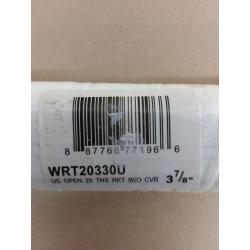 8 87768 77196 6
WRT20330U
US OPEN 25 TNS RKT W/O CVR 3 7/8"